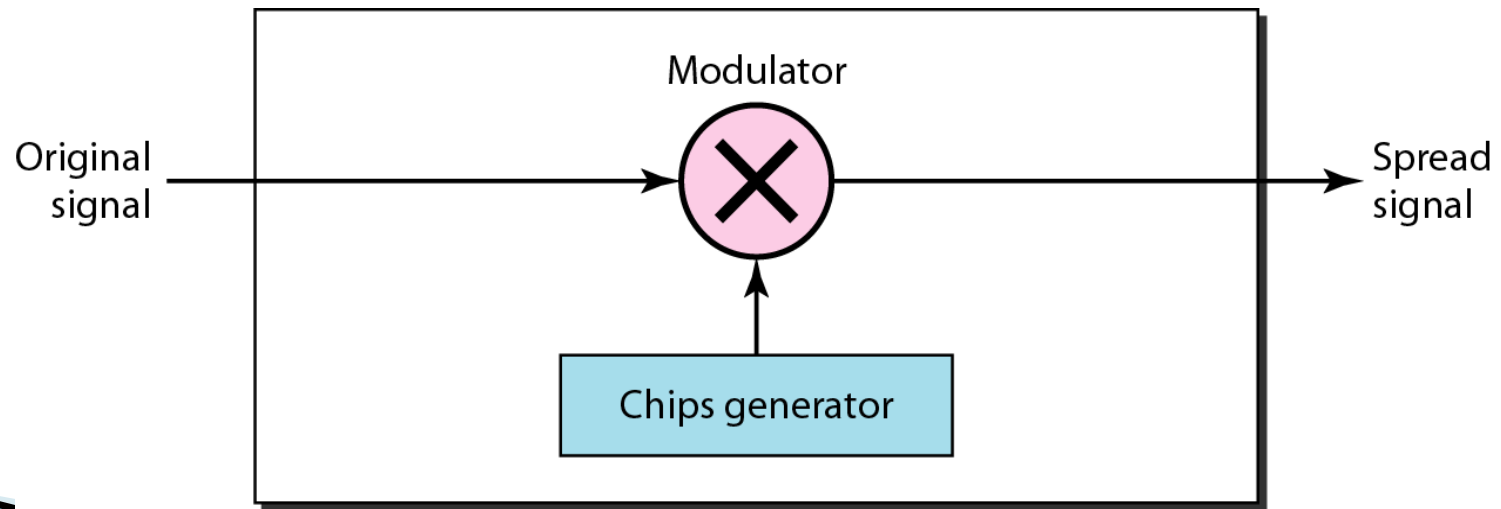 Modulator
Original
signal
Spread
signal
Chips generator